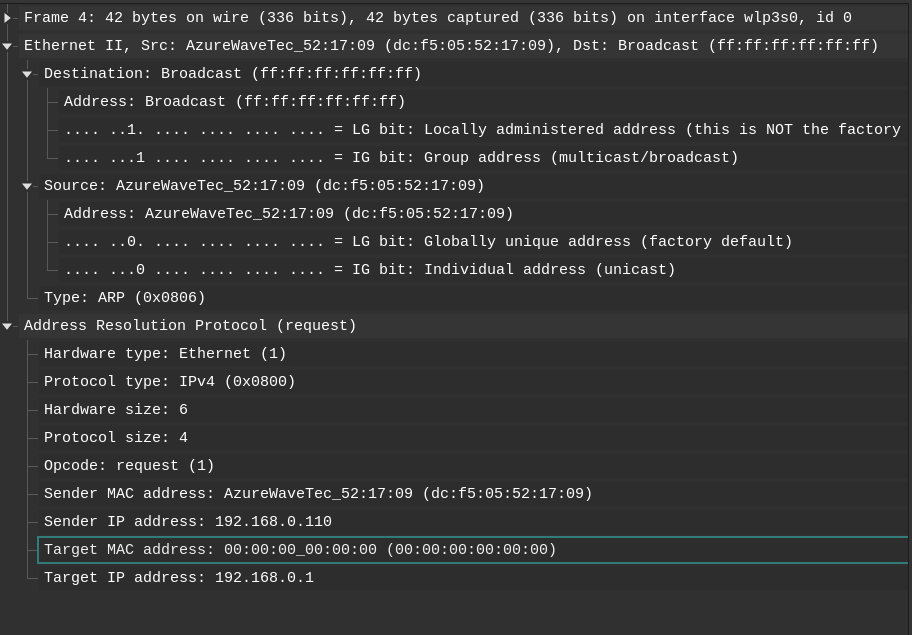 Frame 4: 42 bytes on wire (336 bits), 42 bytes captured (336 bits) on interface wlp3s0, id 0
Ethernet II, Src: AzureWaveTec_52:17:09 (dc:f5:05:52:17:09), Dst: Broadcast (ff:ff:ff:ff:ff:ff)
Destination: Broadcast (ff:ff:ff:ff:ff:ff)
Address: Broadcast (ff:ff:ff:ff:ff:ff)
.... ..1. .... .... .... .... = LG bit: Locally administered address (this is NOT the factory
.... ...1 .... .... .... .... = IG bit: Group address (multicast/broadcast)
Source: AzureWaveTec_52:17:09 (dc:f5:05:52:17:09)
Address: AzureWaveTec_52:17:09 (dc:f5:05:52:17:09)
.... ..0. .... .... .... .... = LG bit: Globally unique address (factory default)
.... ...0 .... .... .... .... = IG bit: Individual address (unicast)
Type: ARP (0x0806)
Address Resolution Protocol (request)
Hardware type: Ethernet (1)
Protocol type: IPv4 (0x0800)
Hardware size: 6
Protocol size: 4
Opcode: request (1)
Sender MAC address: AzureWaveTec_52:17:09 (dc:f5:05:52:17:09)
Sender IP address: 192.168.0.110
Target MAC address: 00:00:00_00:00:00 (00:00:00:00:00:00)
Target IP address: 192.168.0.1